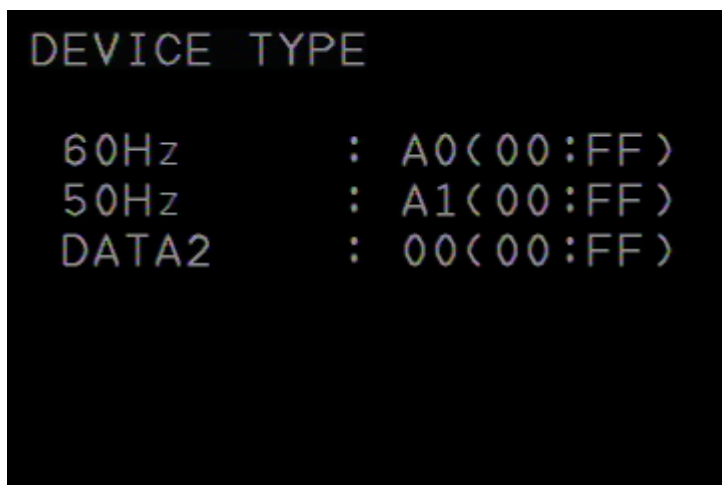 DEVICE TYPE
60Hz : A0(00:FF)
50Hz : A1(00:FF)
DATA2 : 00(00:FF)